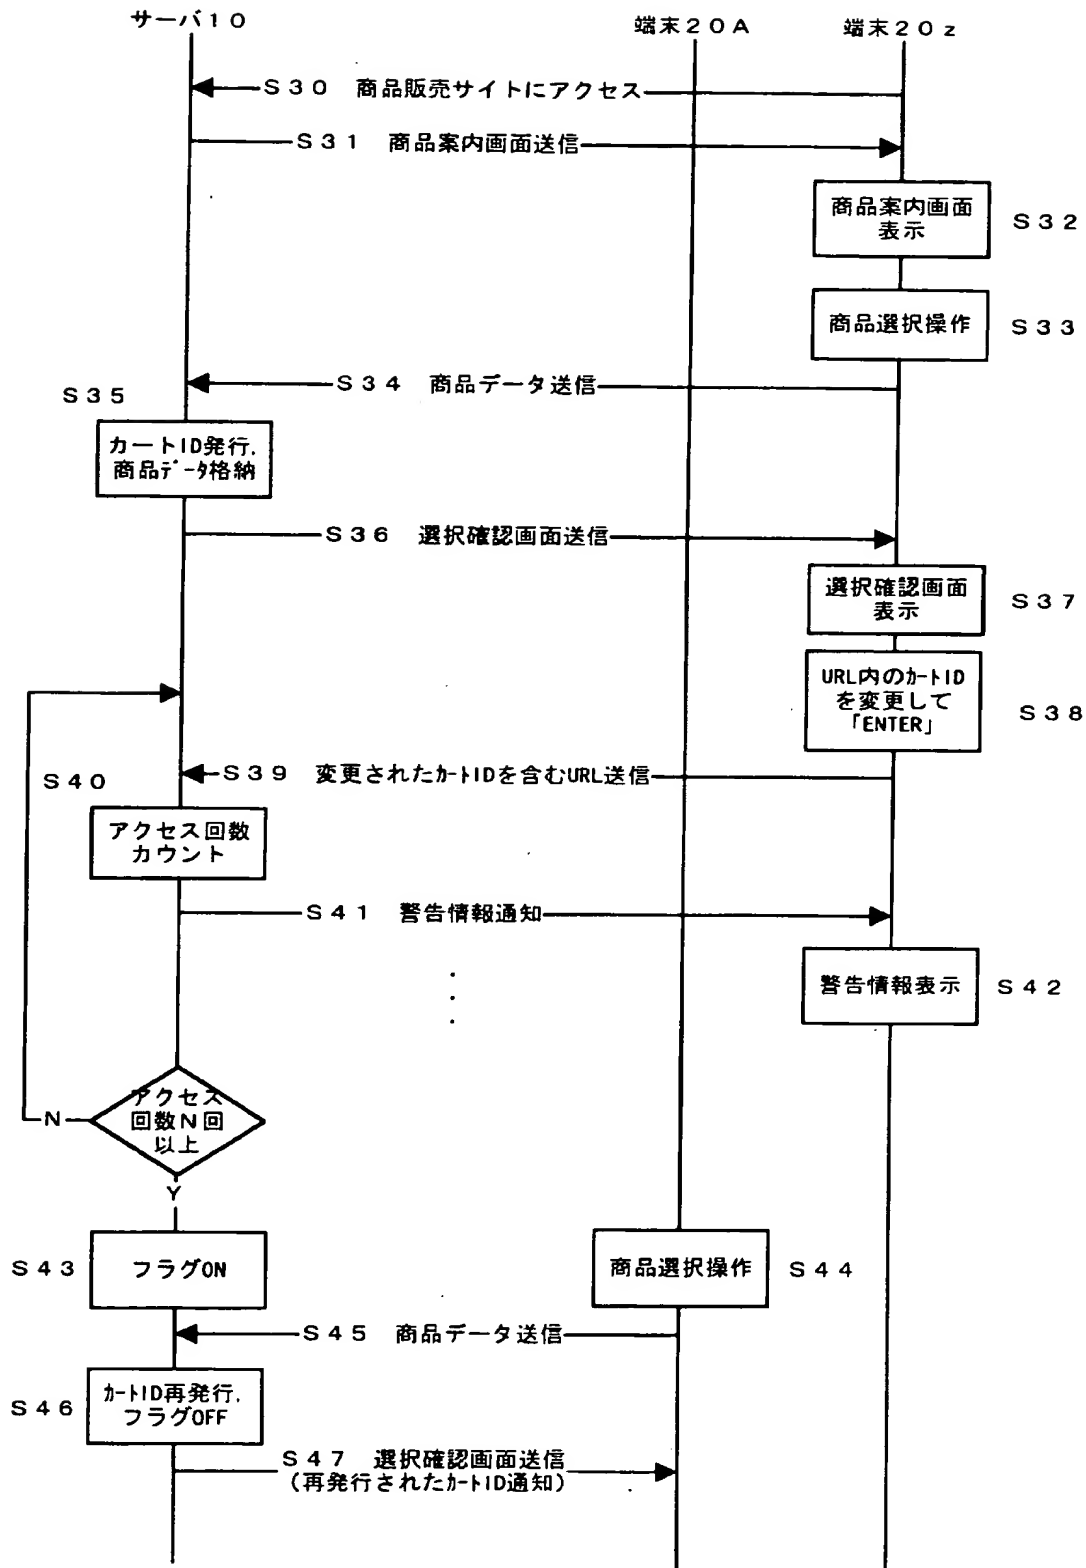 サーバ10
端末20A
端末20z
S30 商品販売サイトにアクセス
S31 商品案内画面送信
商品案内画面
表示
S32
商品選択操作
S33
S34 商品データ送信
S35
カートID発行,
商品データ格納
S36 選択確認画面送信
選択確認画面
表示
S37
URL内のカートID
を変更して
「ENTER」
S38
S39 変更されたカートIDを含むURL送信
S40
アクセス回数
カウント
S41 警告情報通知
警告情報表示
S42
アクセス
回数N回
以上
N
Y
S43
フラグON
商品選択操作
S44
S45 商品データ送信
S46
カートID再発行,
フラグOFF
S47 選択確認画面送信
(再発行されたカートID通知)